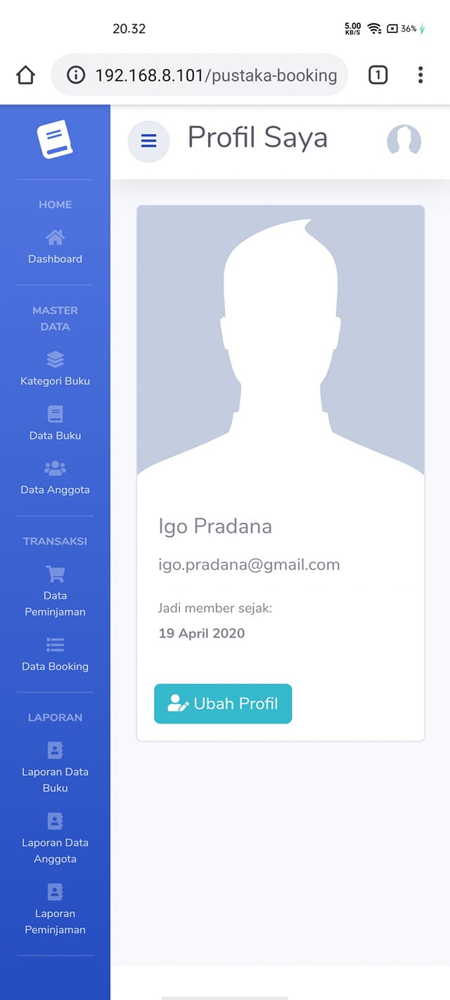 20.32
5.00
KB/S
36%
192.168.8.101/pustaka-booking
1
Profil Saya
HOME
Dashboard
MASTER
DATA
Kategori Buku
Data Buku
Data Anggota
TRANSAKSI
Data
Peminjaman
Data Booking
LAPORAN
Laporan Data
Buku
Laporan Data
Anggota
Laporan
Peminjaman
Igo Pradana
igo.pradana@gmail.com
Jadi member sejak:
19 April 2020
Ubah Profil